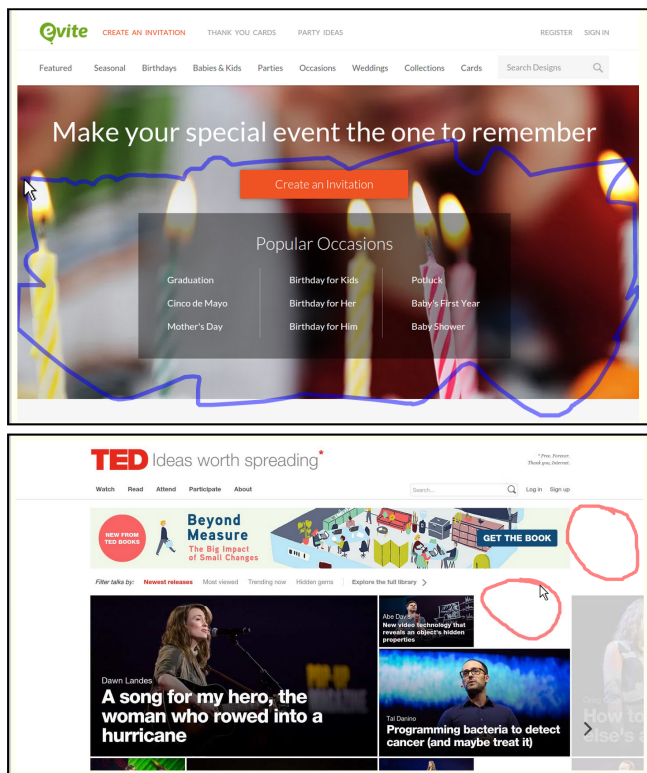 evite CREATE AN INVITATION THANK YOU CARDS PARTY IDEAS REGISTER SIGN IN
Featured Seasonal Birthdays Babies & Kids Parties Occasions Weddings Collections Cards Search Designs
Make your special event the one to remember
Create an Invitation
Popular Occasions
Graduation Birthday for Kids Potluck
Cinco de Mayo Birthday for Her Baby's First Year
Mother's Day Birthday for Him Baby Shower
TED Ideas worth spreading*
* Free. Forever.
Thank you, Internet.
Watch Read Attend Participate About Search... Log in Sign up
NEW FROM
TED BOOKS
Beyond
Measure
The Big Impact
of Small Changes
GET THE BOOK
Filter talks by: Newest releases Most viewed Trending now Hidden gems Explore the full library
Dawn Landes
A song for my hero, the
woman who rowed into a
hurricane
Abe Davis
New video technology that
reveals an object's hidden
properties
Tal Danino
Programming bacteria to detect
cancer (and maybe treat it)
How to
else's a